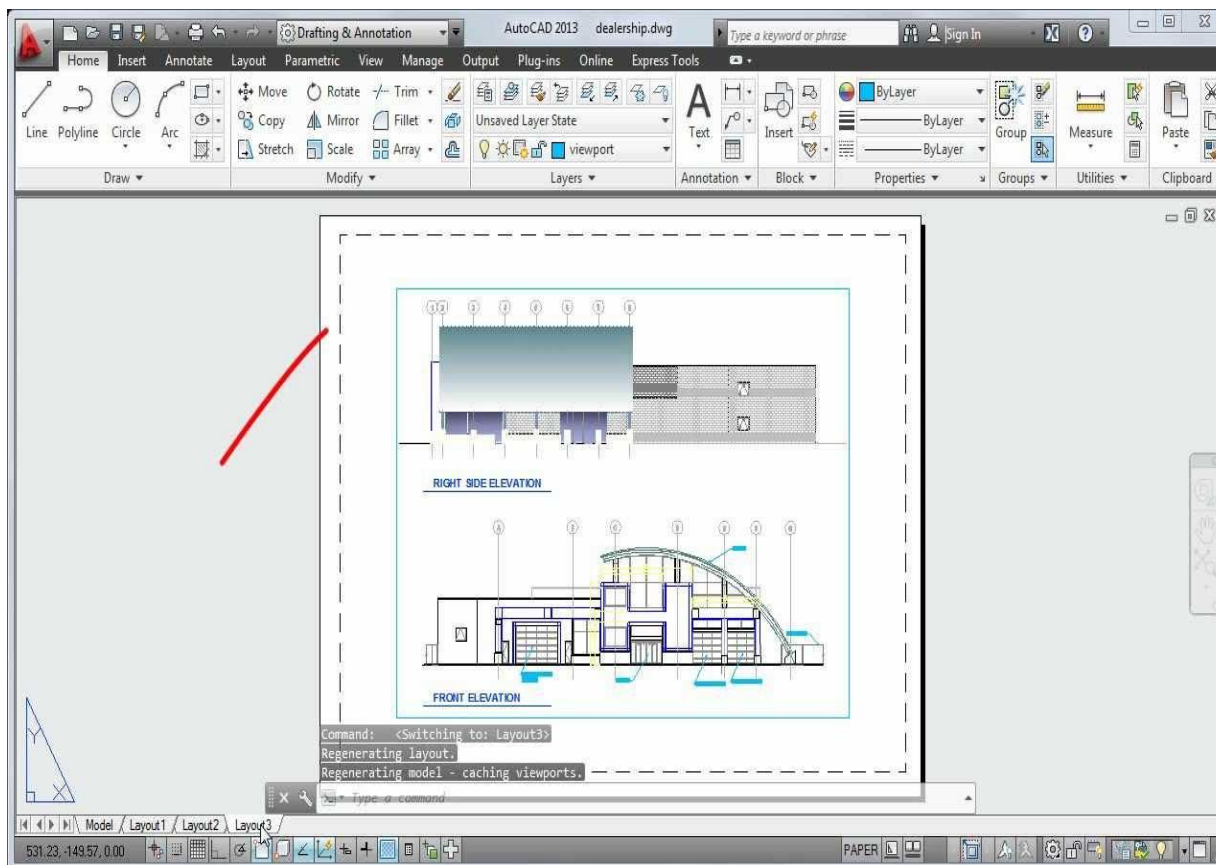 AutoCAD 2013 dealership.dwg
Drafting & Annotation
Type a keyword or phrase
Sign In
Home Insert Annotate Layout Parametric View Manage Output Plug-ins Online Express Tools
Line Polyline Circle Arc
Move Rotate Trim
Copy Mirror Fillet
Stretch Scale Array
Unsaved Layer State
viewport
Text
Insert
ByLayer
ByLayer
ByLayer
Group
Measure
Paste
Draw Modify Layers Annotation Block Properties Groups Utilities Clipboard
RIGHT SIDE ELEVATION
FRONT ELEVATION
Command: <Switching to: Layout3>
Regenerating layout.
Regenerating model - caching viewports.
Type a command
Y
X
Model Layout1 Layout2 Layout3
531.23, -149.57, 0.00
PAPER